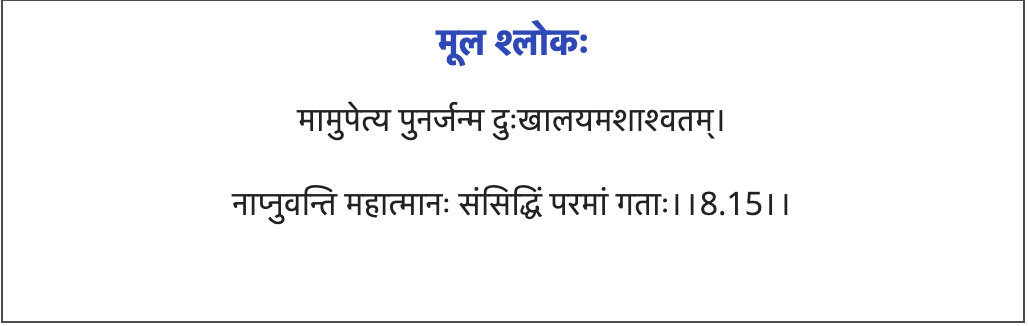 मूल श्लोकः
मामुपेत्य पुनर्जन्म दुःखालयमशाश्वतम्।
नाप्नुवन्ति महात्मानः संसिद्धिं परमां गताः।।8.15।।